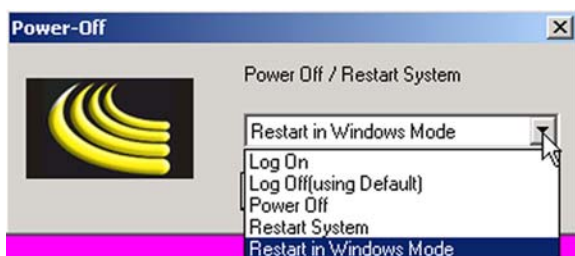 Power-Off
Power Off / Restart System
Restart in Windows Mode
Log On
Log Off(using Default)
Power Off
Restart System
Restart in Windows Mode